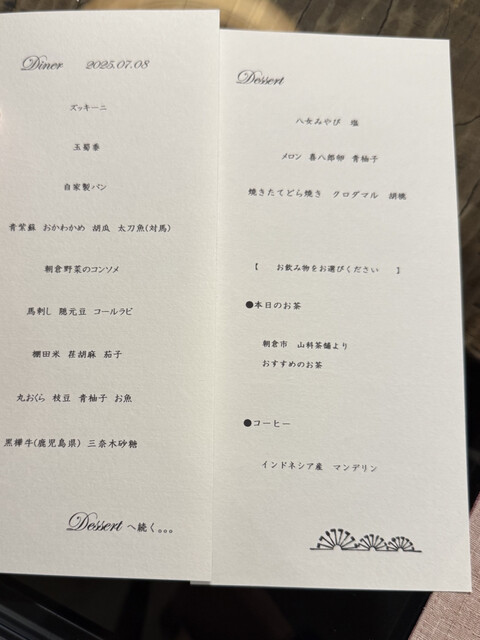 Diner 2025.07.08
ズッキーニ
玉蜀黍
自家製パン
青紫蘇 おかわかめ 胡瓜 太刀魚(対馬)
朝倉野菜のコンソメ
馬刺し 隠元豆 コールラビ
棚田米 荏胡麻 茄子
丸おくら 枝豆 青柚子 お魚
黒樺牛(鹿児島県) 三奈木砂糖
Dessert へ続く。。。
Dessert
八女みやび 塩
メロン 喜八郎卵 青柚子
焼きたてどら焼き クロダマル 胡桃
【 お飲み物をお選びください 】
●本日のお茶
朝倉市 山科茶舗より
おすすめのお茶
●コーヒー
インドネシア産 マンデリン